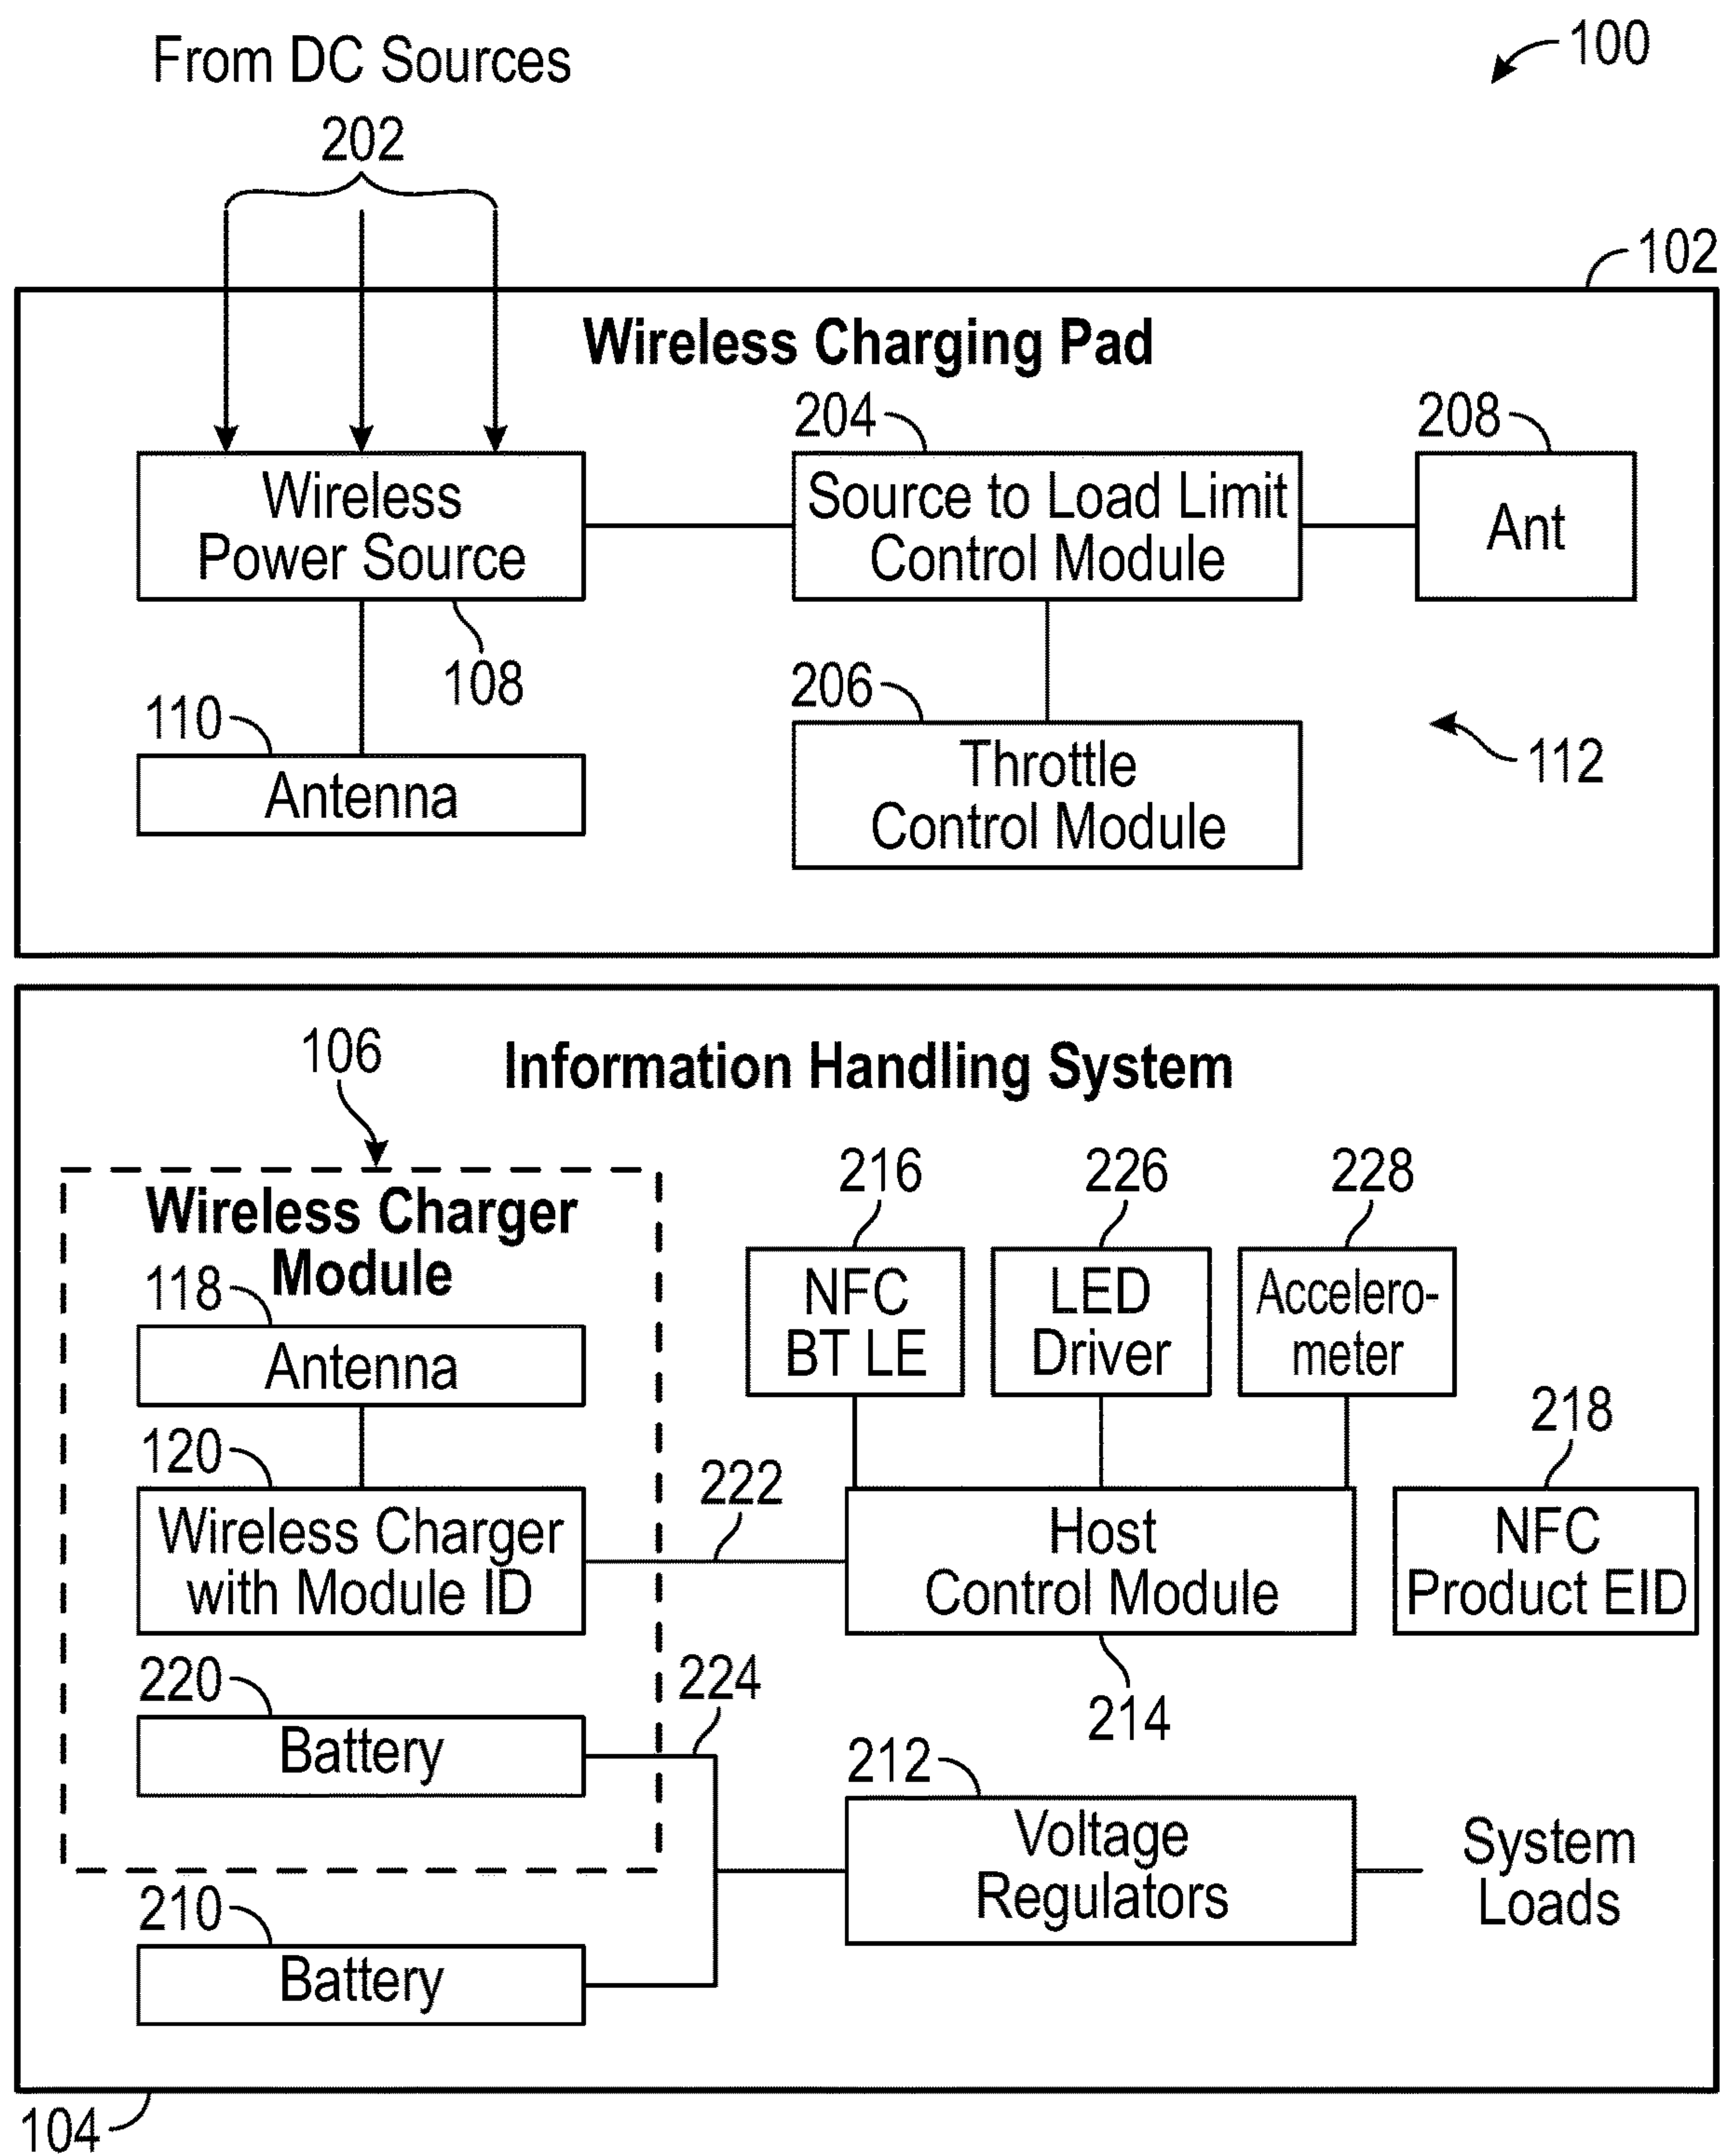 From DC Sources
100
202
102
Wireless Charging Pad
204
208
Wireless
Power Source
Source to Load Limit
Control Module
Ant
108
110
206
Antenna
Throttle
Control Module
112
106
Information Handling System
Wireless Charger
Module
216
226
228
118
NFC
BT LE
LED
Driver
Accelero-
meter
Antenna
120
222
218
Wireless Charger
with Module ID
Host
Control Module
NFC
Product EID
220
224
214
Battery
212
Voltage
Regulators
System
Loads
210
Battery
104